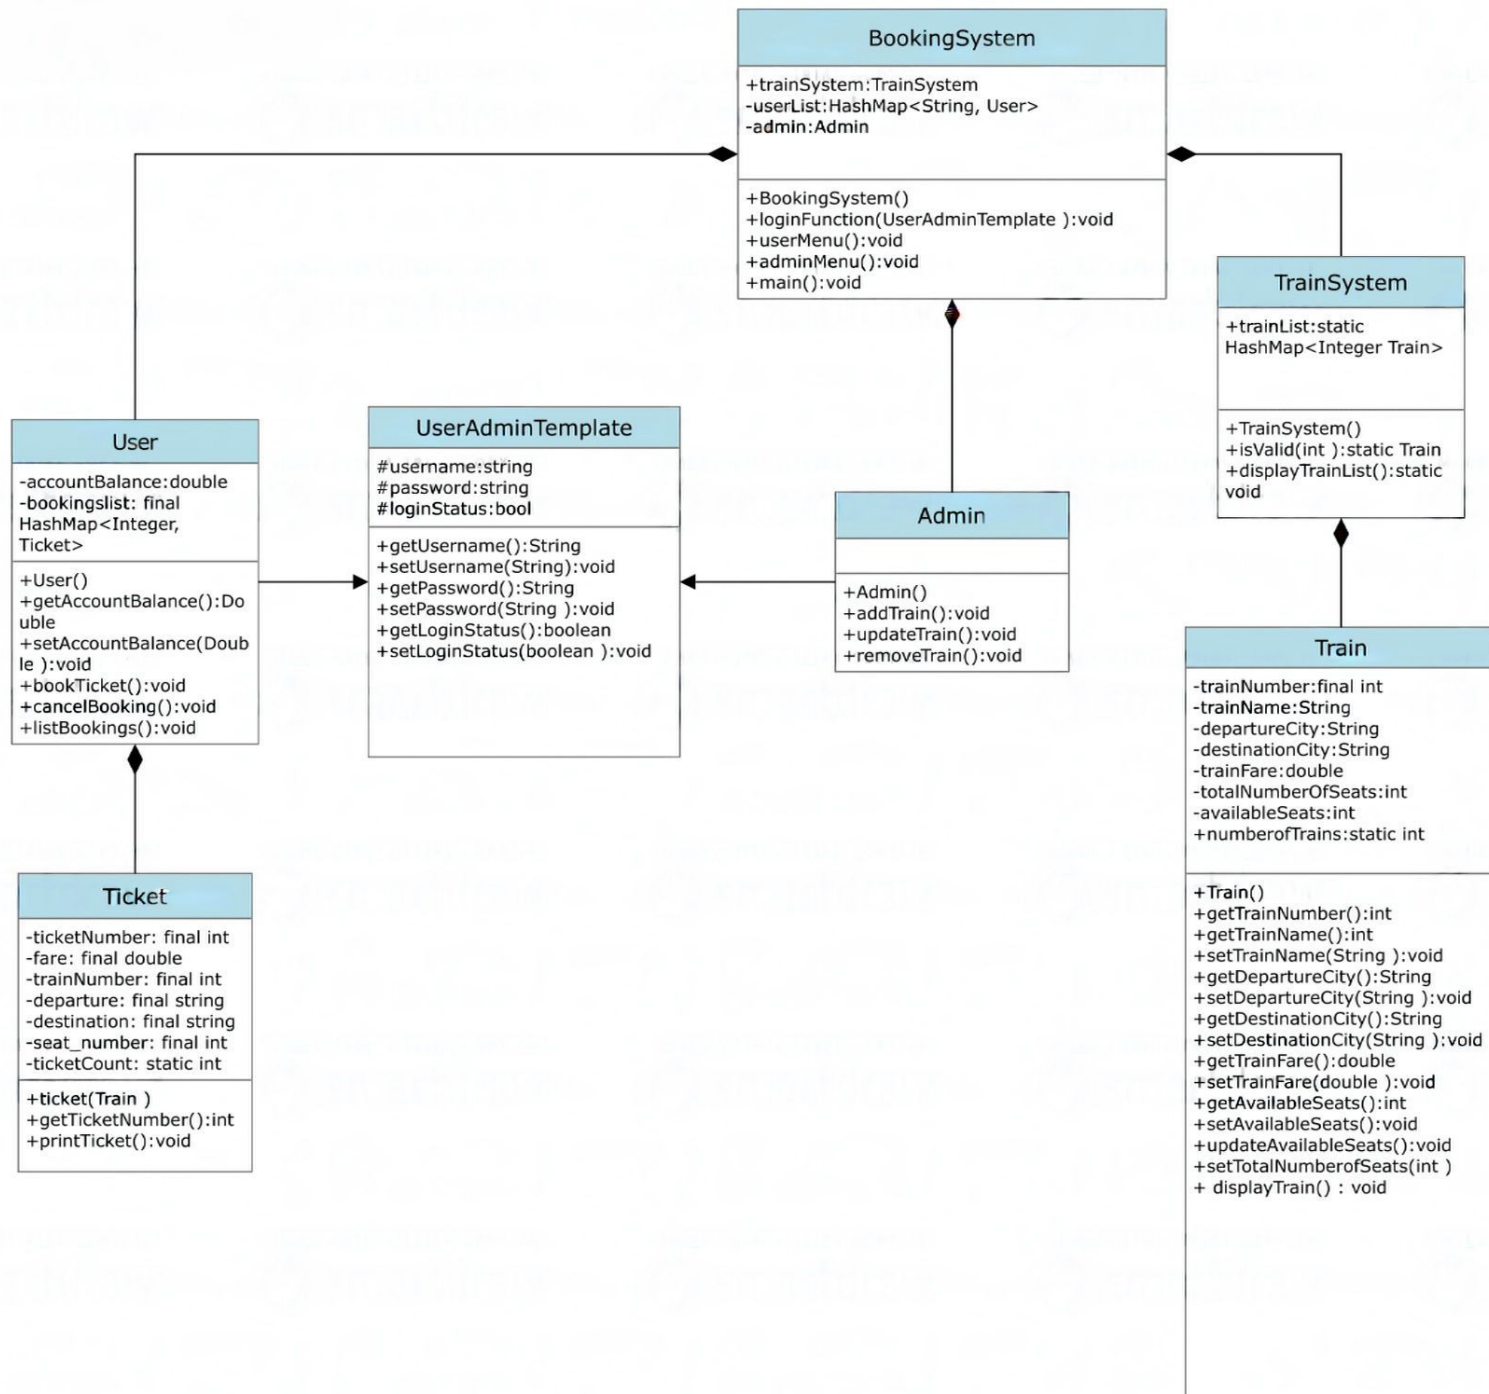 BookingSystem
+trainSystem:TrainSystem
-userList:HashMap<String, User>
-admin:Admin
+BookingSystem()
+loginFunction(UserAdminTemplate ):void
+userMenu():void
+adminMenu():void
+main():void
TrainSystem
+trainList:static
HashMap<Integer Train>
+TrainSystem()
+isValid(int ):static Train
+displayTrainList():static
void
User
-accountBalance:double
-bookingslist: final
HashMap<Integer,
Ticket>
+User()
+getAccountBalance():Do
uble
+setAccountBalance(Doub
le ):void
+bookTicket():void
+cancelBooking():void
+listBookings():void
UserAdminTemplate
#username:string
#password:string
#loginStatus:bool
+getUsername():String
+setUsername(String):void
+getPassword():String
+setPassword(String ):void
+getLoginStatus():boolean
+setLoginStatus(boolean ):void
Admin
+Admin()
+addTrain():void
+updateTrain():void
+removeTrain():void
Train
-trainNumber:final int
-trainName:String
-departureCity:String
-destinationCity:String
-trainFare:double
-totalNumberOfSeats:int
-availableSeats:int
+numberofTrains:static int
+Train()
+getTrainNumber():int
+getTrainName():int
+setTrainName(String ):void
+getDepartureCity():String
+setDepartureCity(String ):void
+getDestinationCity():String
+setDestinationCity(String ):void
+getTrainFare():double
+setTrainFare(double ):void
+getAvailableSeats():int
+setAvailableSeats():void
+updateAvailableSeats():void
+setTotalNumberofSeats(int )
+ displayTrain() : void
Ticket
-ticketNumber: final int
-fare: final double
-trainNumber: final int
-departure: final string
-destination: final string
-seat_number: final int
-ticketCount: static int
+ticket(Train )
+getTicketNumber():int
+printTicket():void